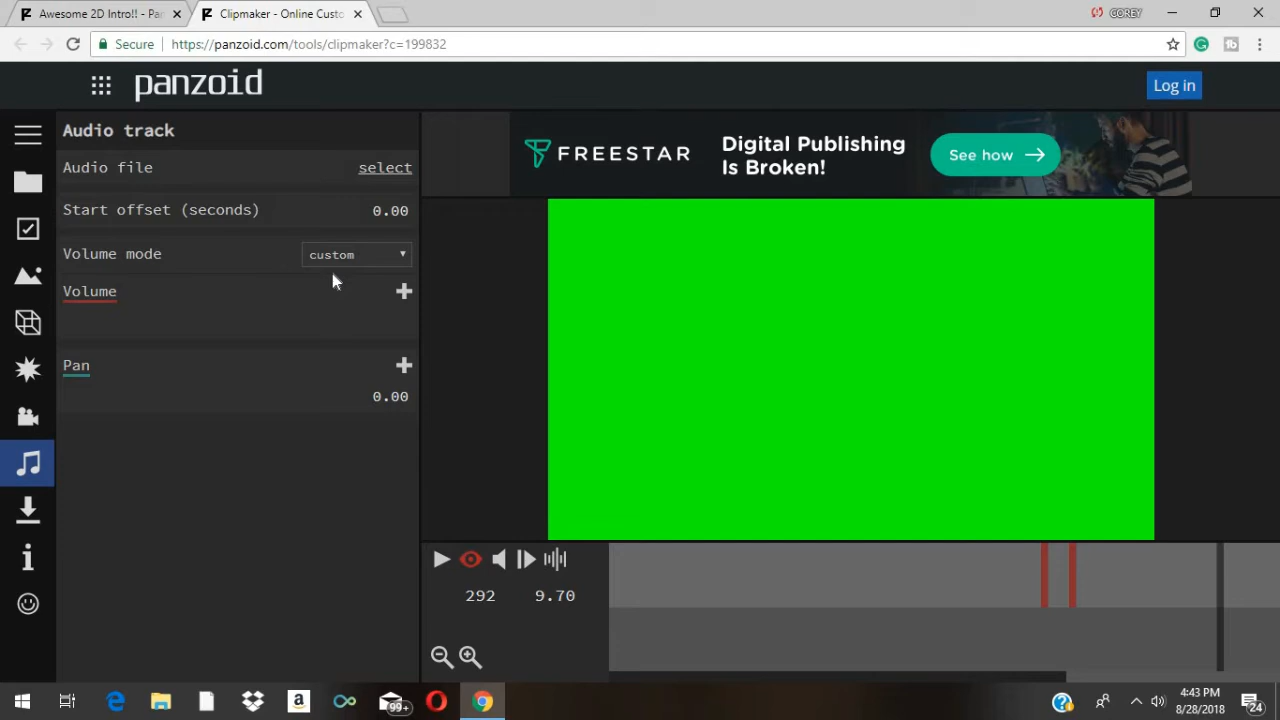 Awesome 2D Intro!! - Pan
Clipmaker - Online Custo
COREY
Secure
https://panzoid.com/tools/clipmaker?c=199832
panzoid
Log in
Audio track
Audio file
select
Start offset (seconds)
0.00
Volume mode
custom
Volume
Pan
0.00
FREESTAR
Digital Publishing
Is Broken!
See how
292
9.70
99+
4:43 PM
8/28/2018
24